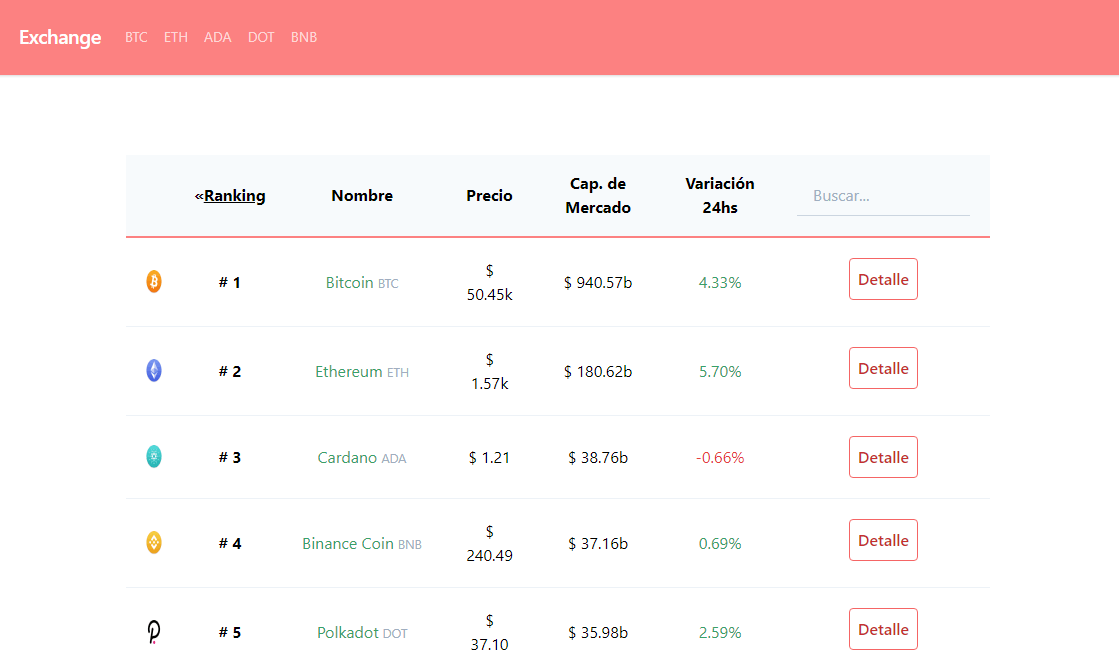 Exchange BTC ETH ADA DOT BNB
«Ranking Nombre Precio Cap. de Mercado Variación 24hs Buscar...
# 1 Bitcoin BTC $ 50.45k $ 940.57b 4.33% Detalle
# 2 Ethereum ETH $ 1.57k $ 180.62b 5.70% Detalle
# 3 Cardano ADA $ 1.21 $ 38.76b -0.66% Detalle
# 4 Binance Coin BNB $ 240.49 $ 37.16b 0.69% Detalle
# 5 Polkadot DOT $ 37.10 $ 35.98b 2.59% Detalle